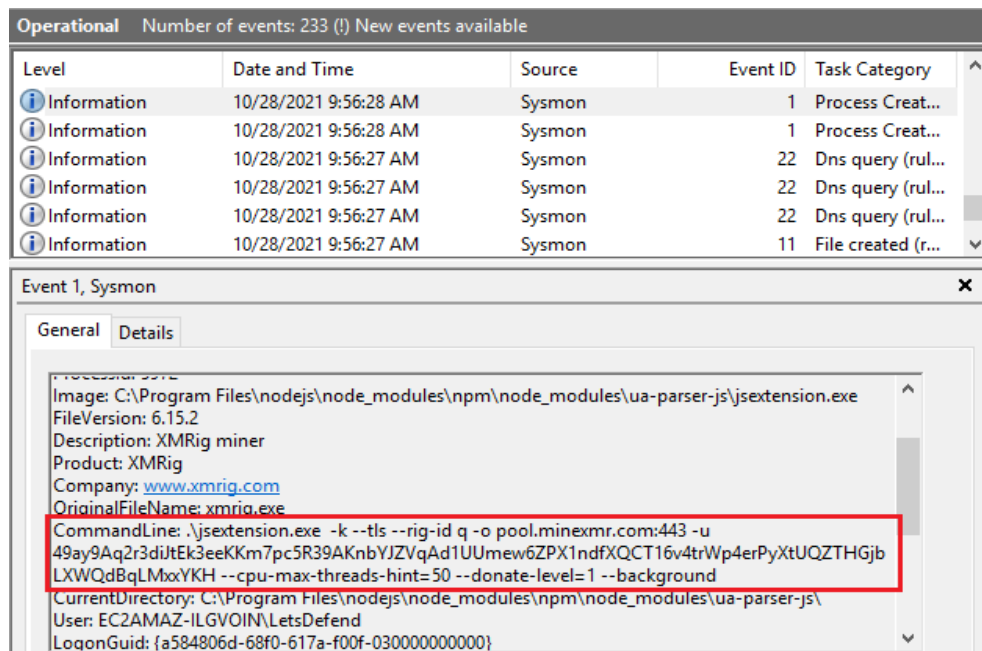 Operational Number of events: 233 (!) New events available
Level Date and Time Source Event ID Task Category
Information 10/28/2021 9:56:28 AM Sysmon 1 Process Creat...
Information 10/28/2021 9:56:28 AM Sysmon 1 Process Creat...
Information 10/28/2021 9:56:27 AM Sysmon 22 Dns query (rul...
Information 10/28/2021 9:56:27 AM Sysmon 22 Dns query (rul...
Information 10/28/2021 9:56:27 AM Sysmon 22 Dns query (rul...
Information 10/28/2021 9:56:27 AM Sysmon 11 File created (r...
Event 1, Sysmon
General Details
Image: C:\Program Files\nodejs\node_modules\npm\node_modules\ua-parser-js\jsextension.exe
FileVersion: 6.15.2
Description: XMRig miner
Product: XMRig
Company: www.xmrig.com
OriginalFileName: xmrig.exe
CommandLine: .\jsextension.exe -k --tls --rig-id q -o pool.minexmr.com:443 -u
49ay9Aq2r3diJtEk3eeKKm7pc5R39AKnbYJZVqAd1UUmew6ZPX1ndfXQCT16v4trWp4erPyXtUQZTHGjb
LXWQdBqLMxxYKH --cpu-max-threads-hint=50 --donate-level=1 --background
CurrentDirectory: C:\Program Files\nodejs\node_modules\npm\node_modules\ua-parser-js\
User: EC2AMAZ-ILGVOIN\LetsDefend
LogonGuid: {a584806d-68f0-617a-f00f-030000000000}